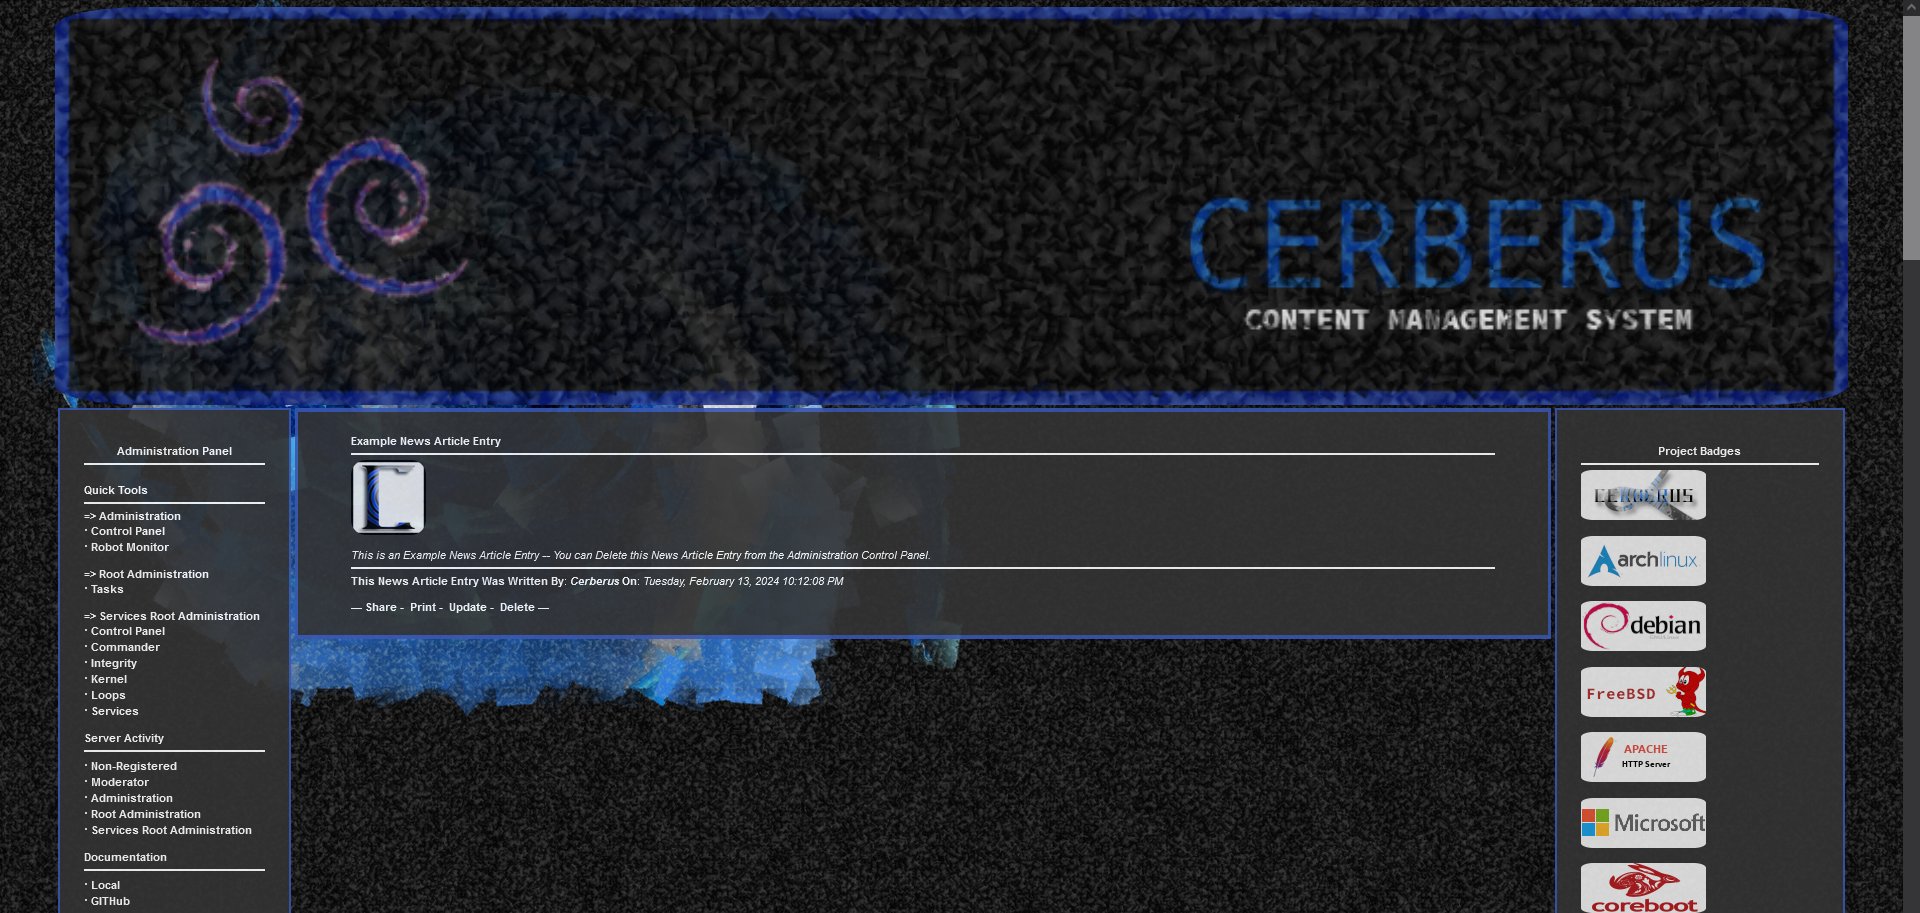 CERBERUS
CONTENT MANAGEMENT SYSTEM
Administration Panel
Quick Tools
=> Administration
· Control Panel
· Robot Monitor
=> Root Administration
· Tasks
=> Services Root Administration
· Control Panel
· Commander
· Integrity
· Kernel
· Loops
· Services
Server Activity
· Non-Registered
· Moderator
· Administration
· Root Administration
· Services Root Administration
Documentation
· Local
· GITHub
Example News Article Entry
This is an Example News Article Entry -- You can Delete this News Article Entry from the Administration Control Panel.
This News Article Entry Was Written By: Cerberus On: Tuesday, February 13, 2024 10:12:08 PM
— Share - Print - Update - Delete —
Project Badges
CERBERUS
archlinux
debian
FreeBSD
APACHE
HTTP Server
Microsoft
coreboot